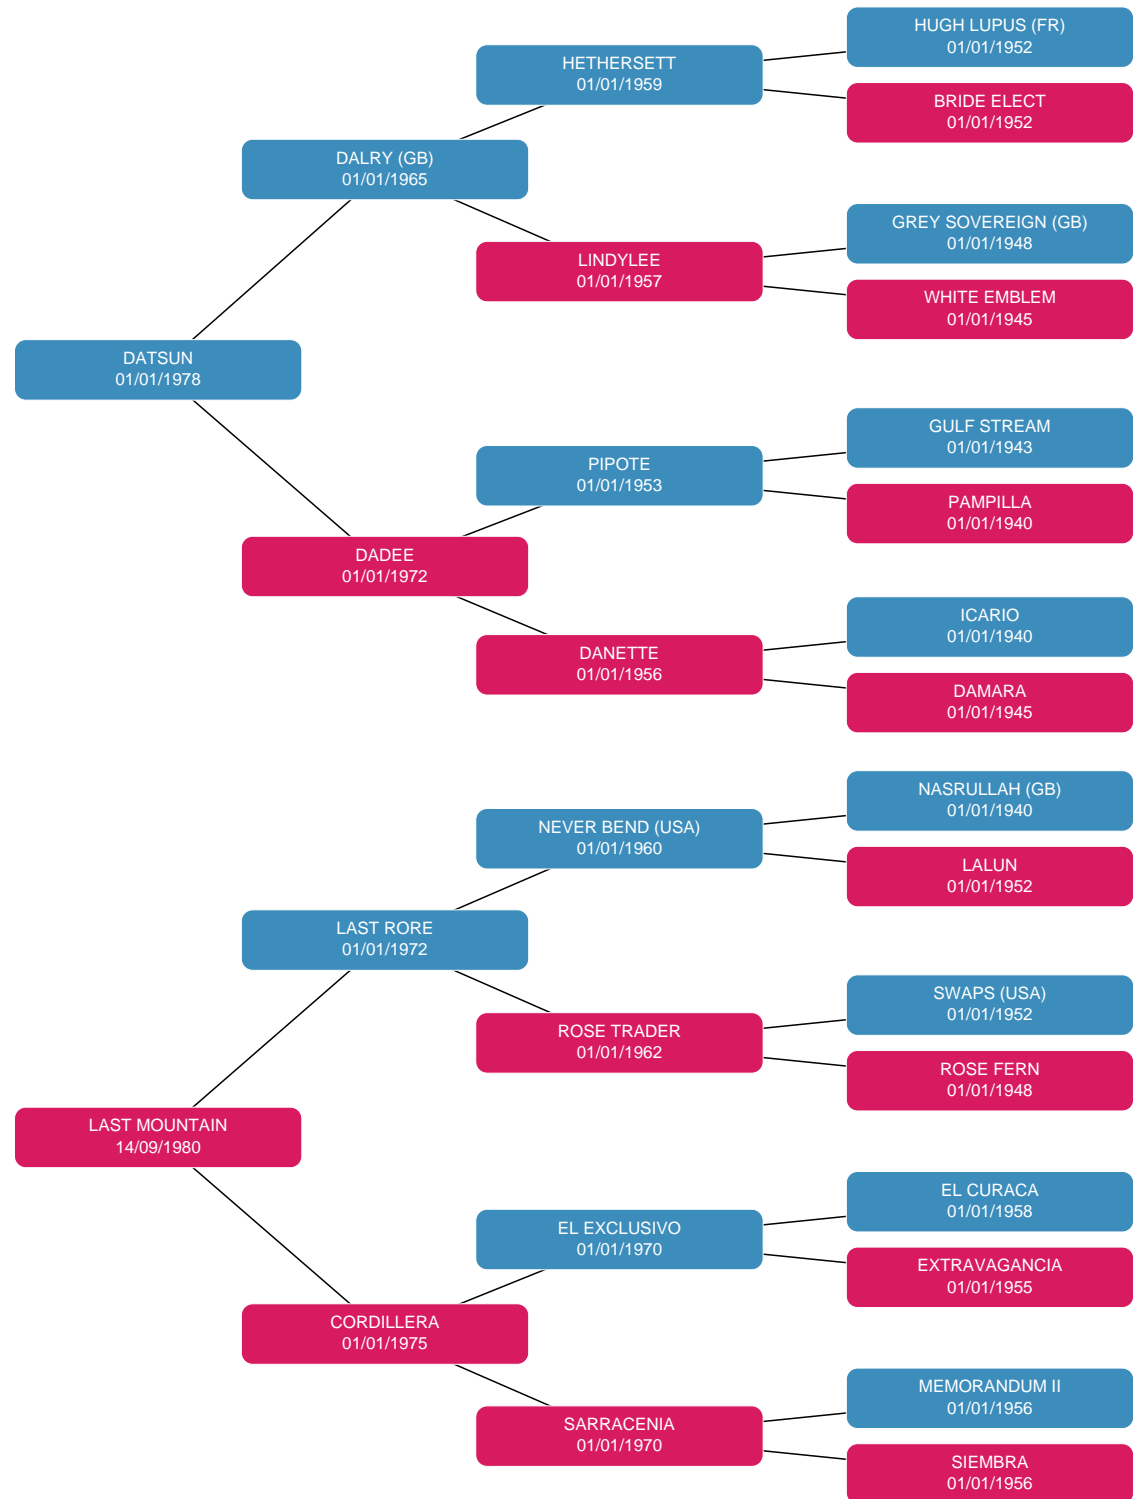 HUGH LUPUS (FR)
01/01/1952
HETHERSETT
01/01/1959
BRIDE ELECT
01/01/1952
DALRY (GB)
01/01/1965
GREY SOVEREIGN (GB)
01/01/1948
LINDYLEE
01/01/1957
WHITE EMBLEM
01/01/1945
DATSUN
01/01/1978
GULF STREAM
01/01/1943
PIPOTE
01/01/1953
PAMPILLA
01/01/1940
DADEE
01/01/1972
ICARIO
01/01/1940
DANETTE
01/01/1956
DAMARA
01/01/1945
NASRULLAH (GB)
01/01/1940
NEVER BEND (USA)
01/01/1960
LALUN
01/01/1952
LAST RORE
01/01/1972
SWAPS (USA)
01/01/1952
ROSE TRADER
01/01/1962
ROSE FERN
01/01/1948
LAST MOUNTAIN
14/09/1980
EL CURACA
01/01/1958
EL EXCLUSIVO
01/01/1970
EXTRAVAGANCIA
01/01/1955
CORDILLERA
01/01/1975
MEMORANDUM II
01/01/1956
SARRACENIA
01/01/1970
SIEMBRA
01/01/1956